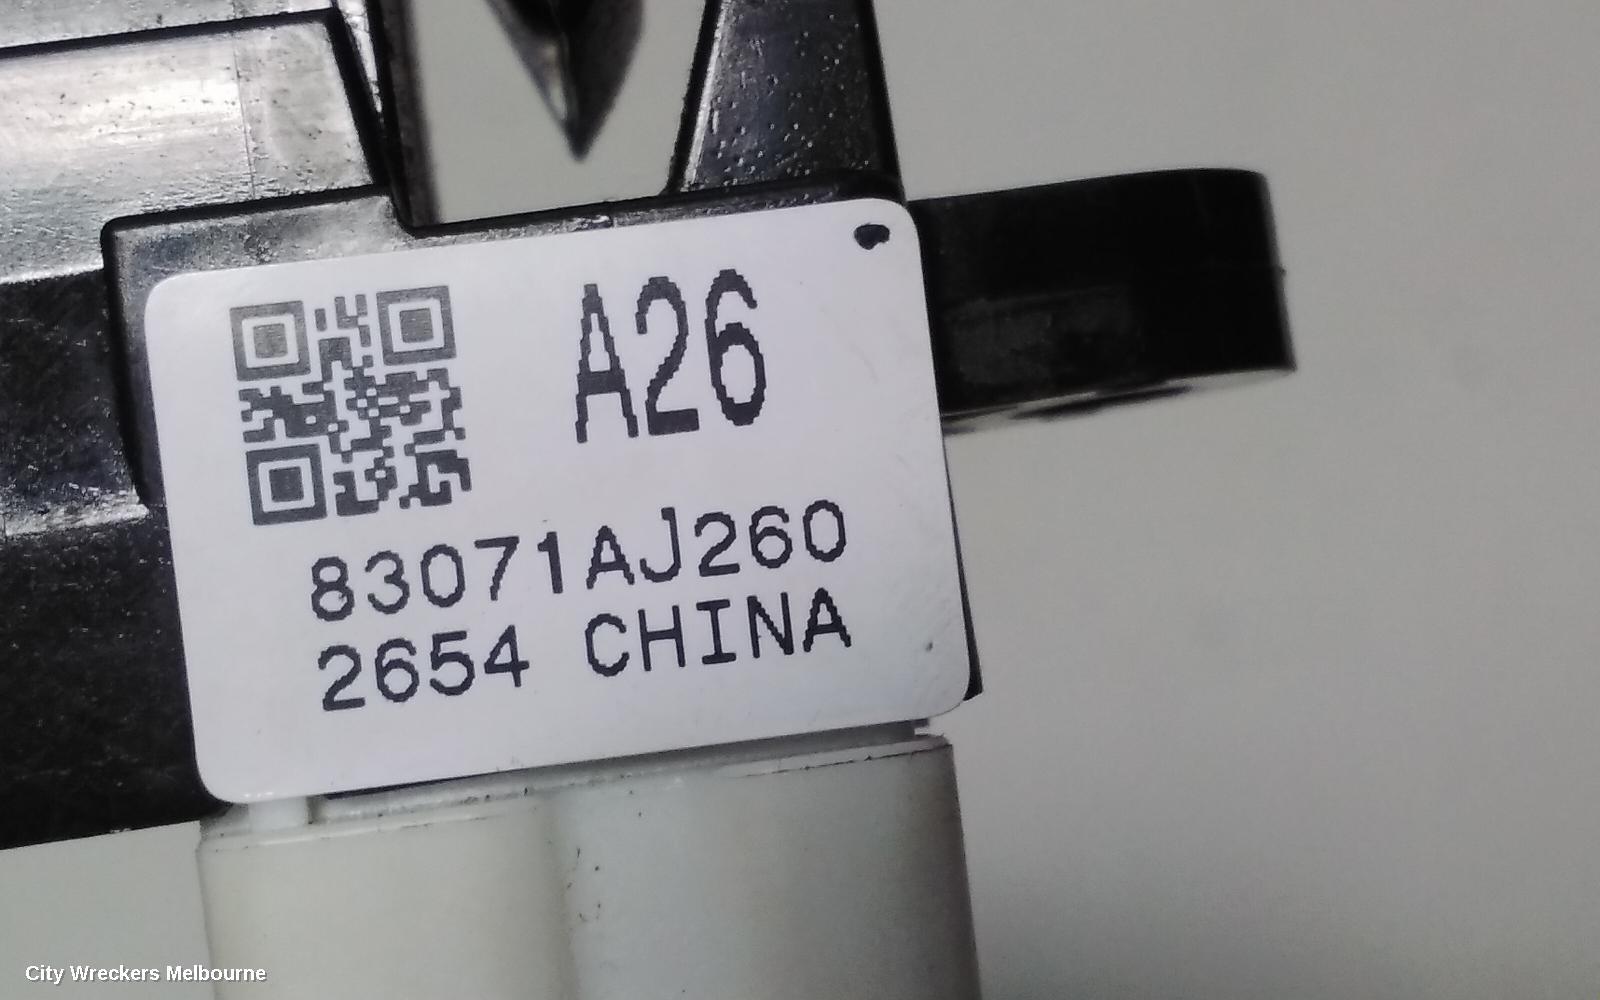 A26
83071AJ260
2654 CHINA
City Wreckers Melbourne